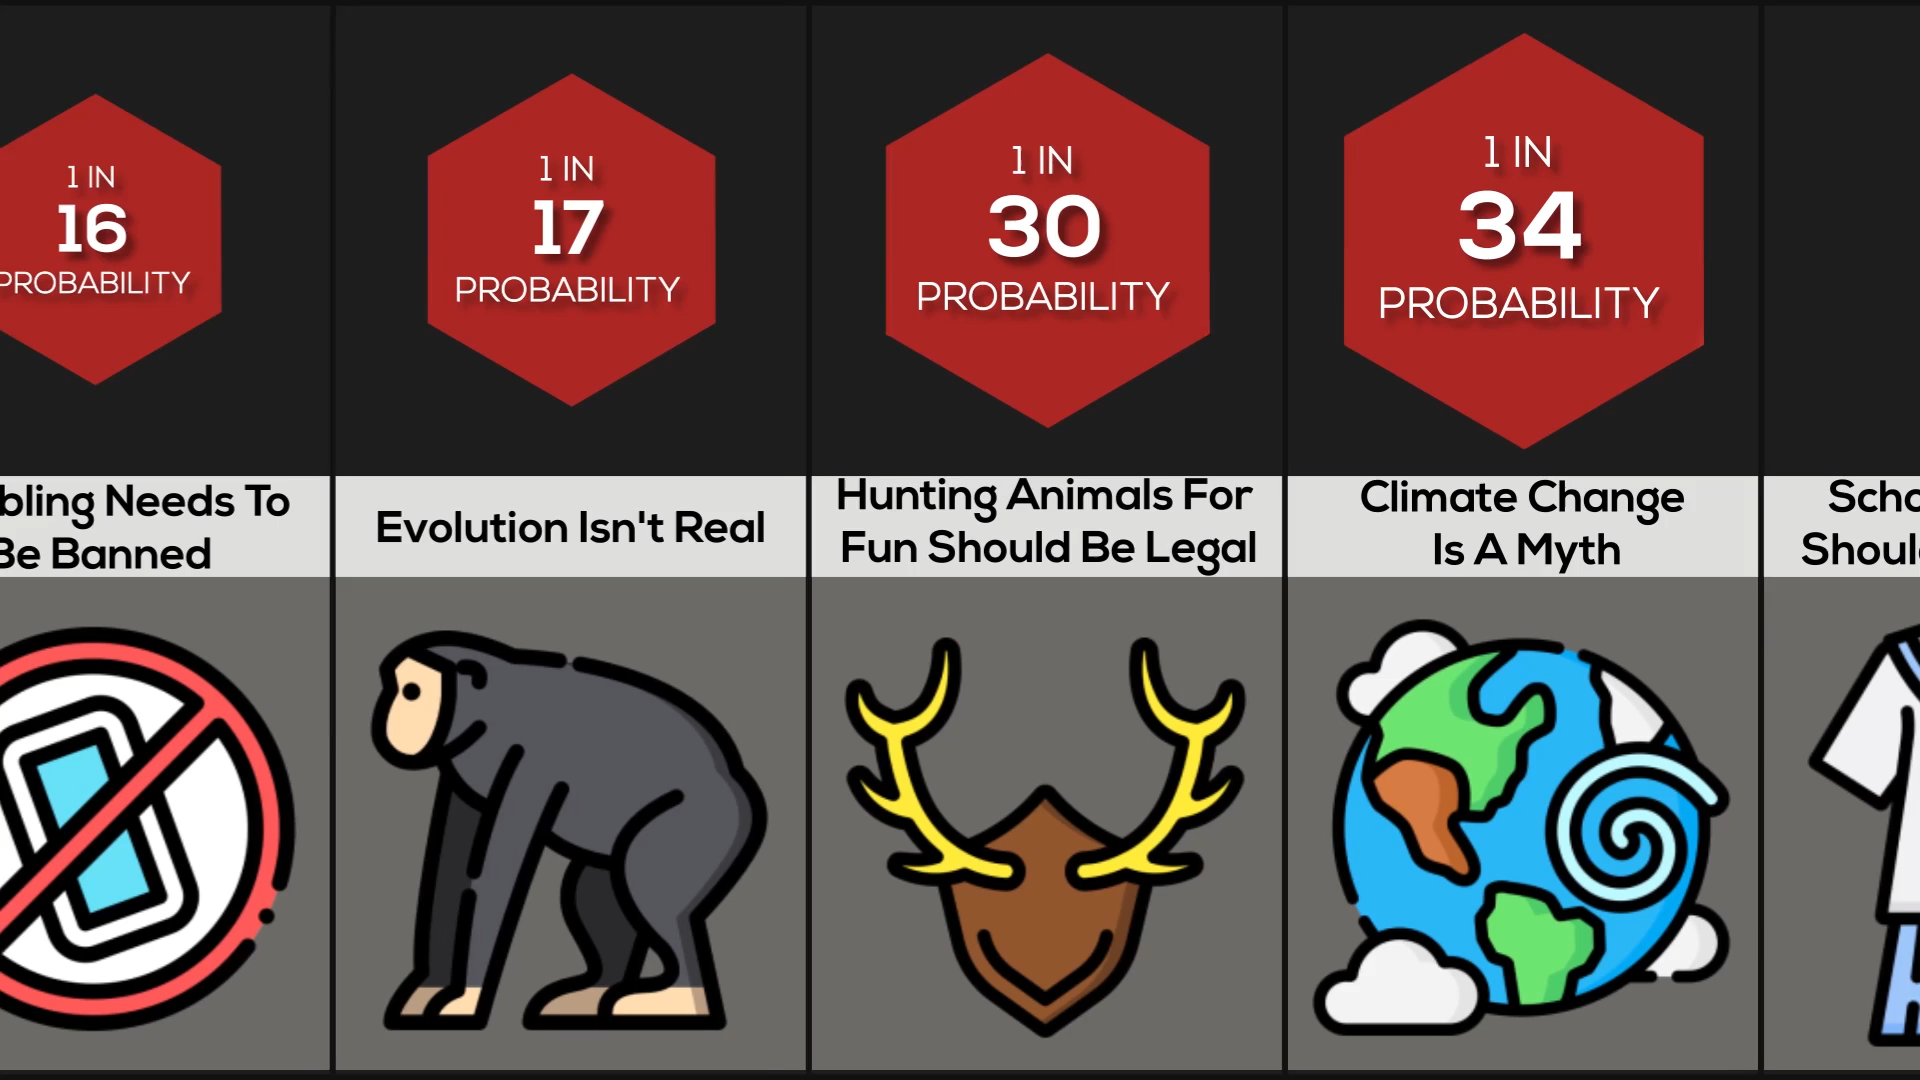 1 IN
16
PROBABILITY
bling Needs To
Be Banned
1 IN
17
PROBABILITY
Evolution Isn't Real
1 IN
30
PROBABILITY
Hunting Animals For
Fun Should Be Legal
1 IN
34
PROBABILITY
Climate Change
Is A Myth
Scho
Shoul